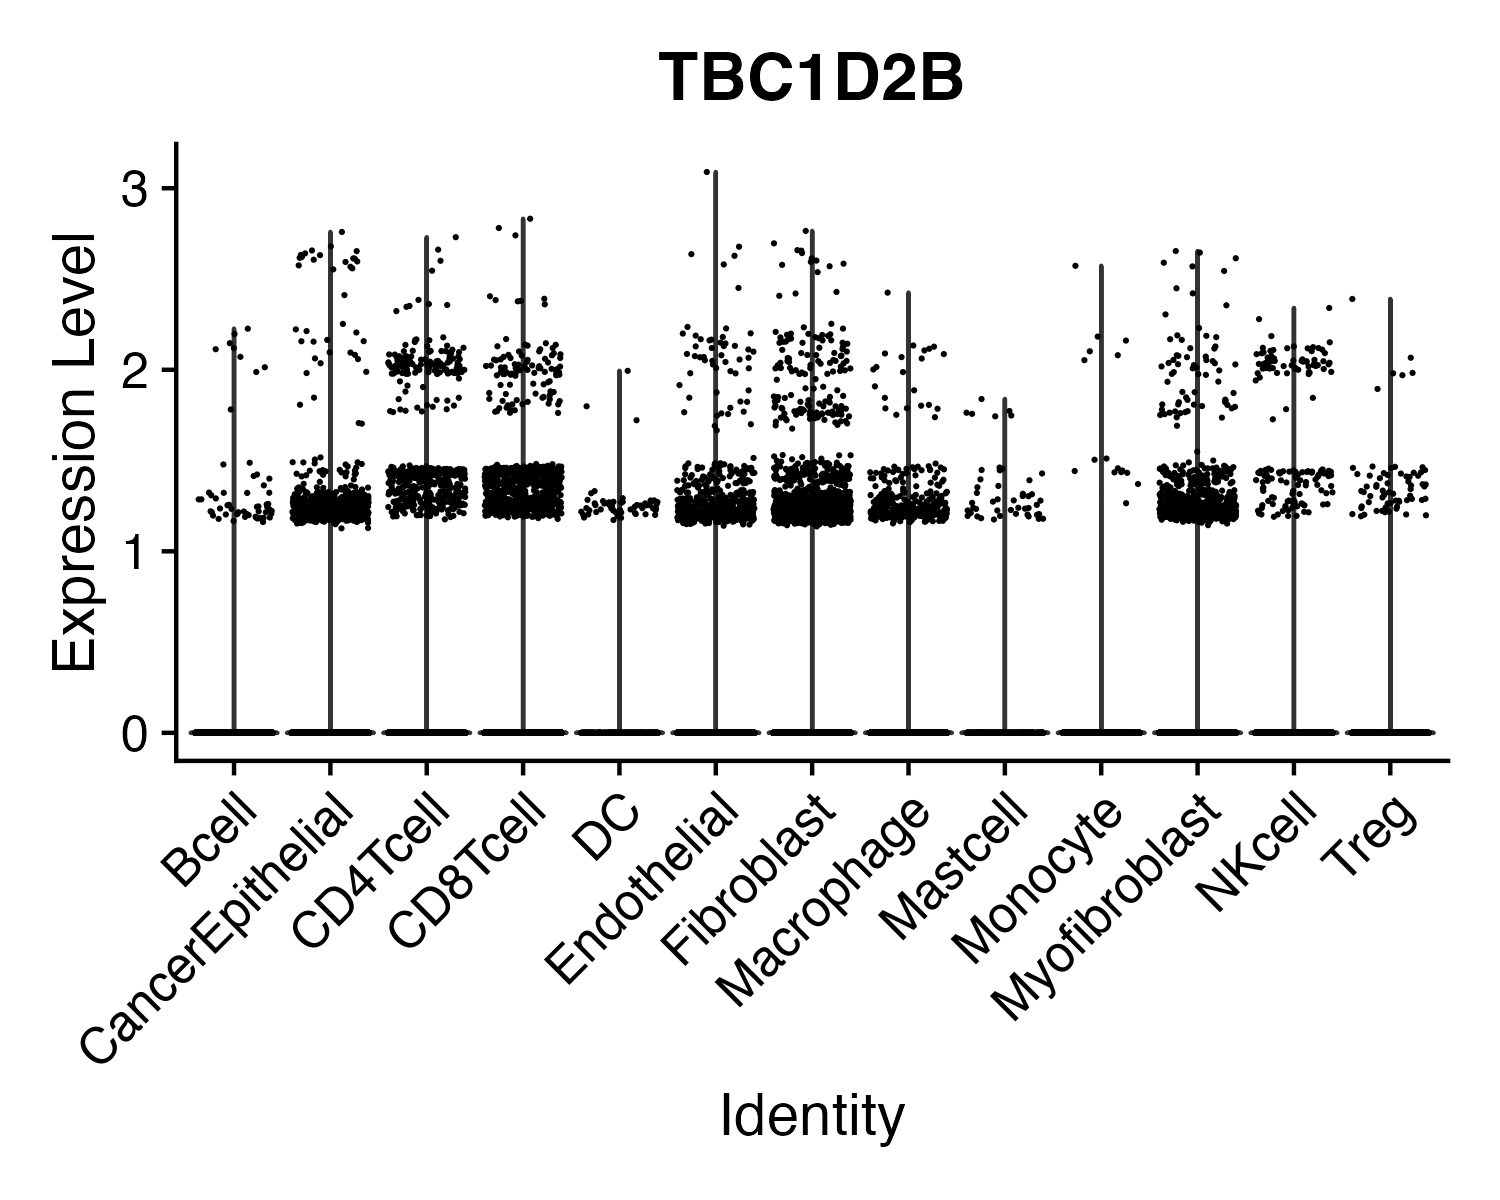 TBC1D2B
Expression Level
3
2
1
0
Bcell
CancerEpithelial
CD4Tcell
CD8Tcell
DC
Endothelial
Fibroblast
Macrophage
Mastcell
Monocyte
Myofibroblast
NKcell
Treg
Identity